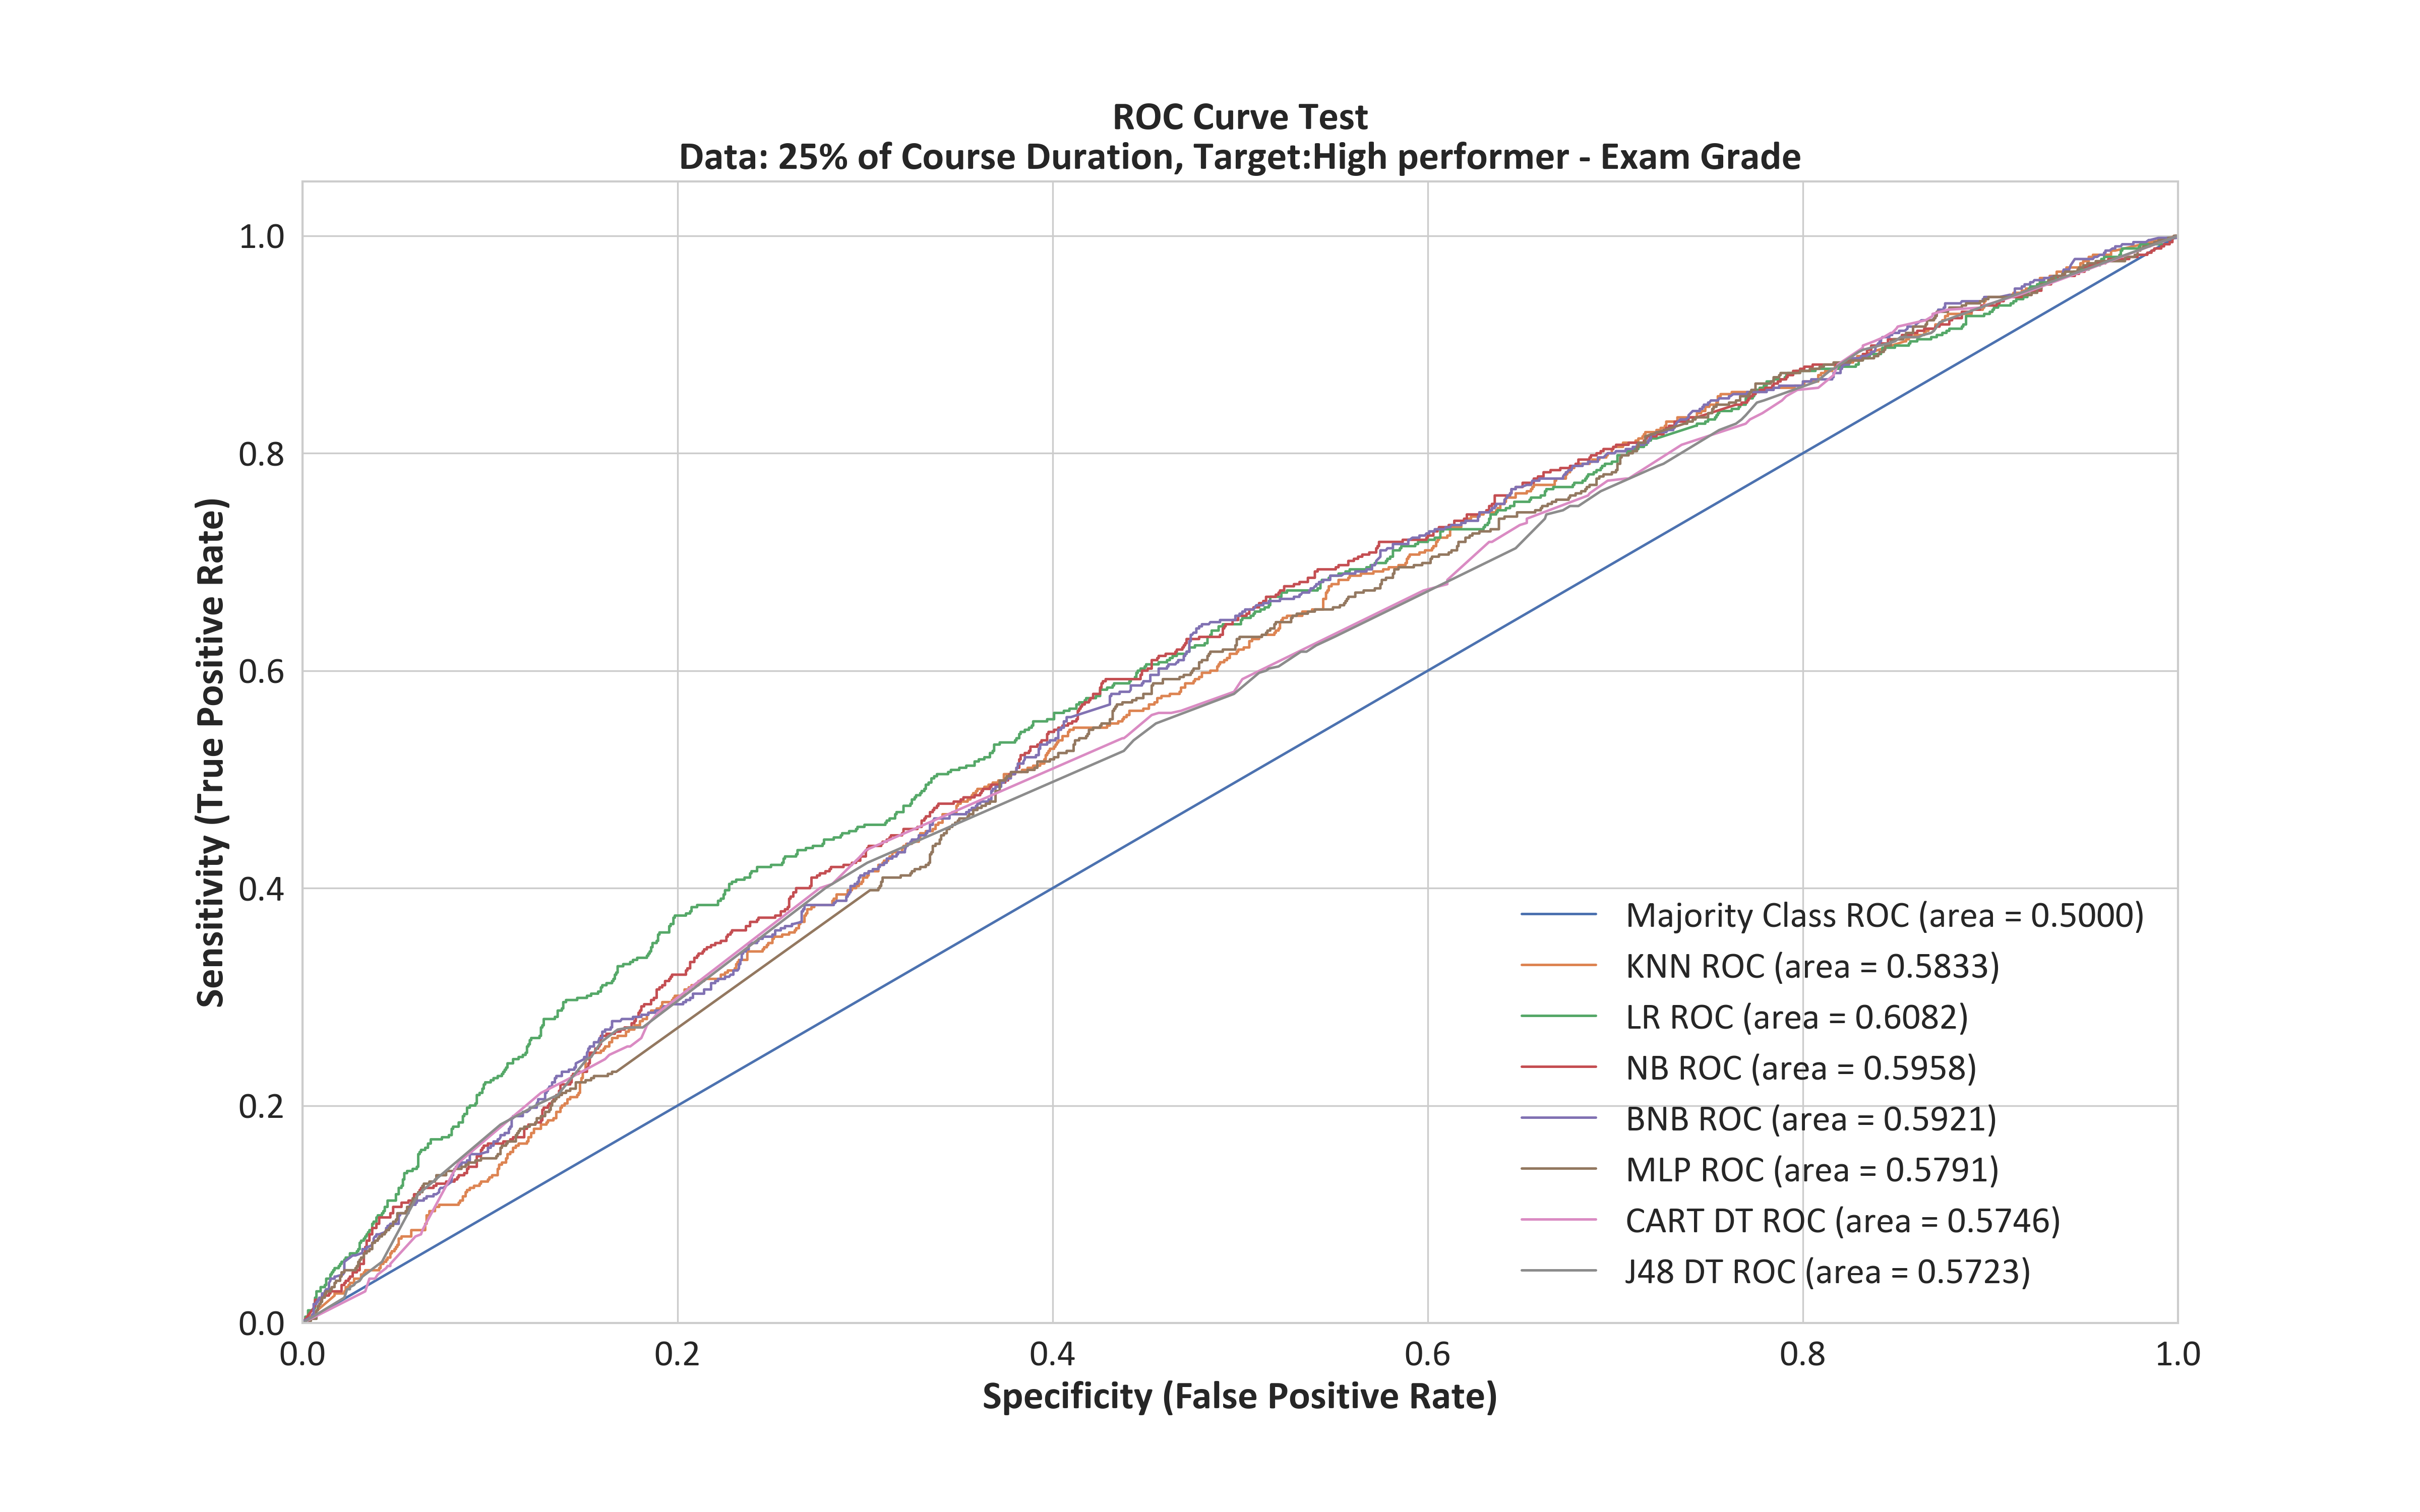 ROC Curve Test
Data: 25% of Course Duration, Target:High performer - Exam Grade
Sensitivity (True Positive Rate)
1.0
0.8
0.6
0.4
0.2
0.0
Majority Class ROC (area = 0.5000)
KNN ROC (area = 0.5833)
LR ROC (area = 0.6082)
NB ROC (area = 0.5958)
BNB ROC (area = 0.5921)
MLP ROC (area = 0.5791)
CART DT ROC (area = 0.5746)
J48 DT ROC (area = 0.5723)
0.0 0.2 0.4 0.6 0.8 1.0
Specificity (False Positive Rate)